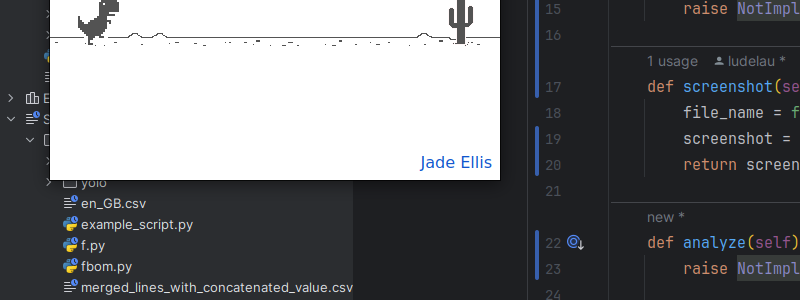 Jade Ellis
yolo
en_GB.csv
example_script.py
f.py
fbom.py
merged_lines_with_concatenated_value.csv
15 raise NotImpl
16
1 usage ludelau *
17 def screenshot(se
18 file_name = f
19 screenshot =
20 return screen
21
new *
22 def analyze(self)
23 raise NotImpl
24